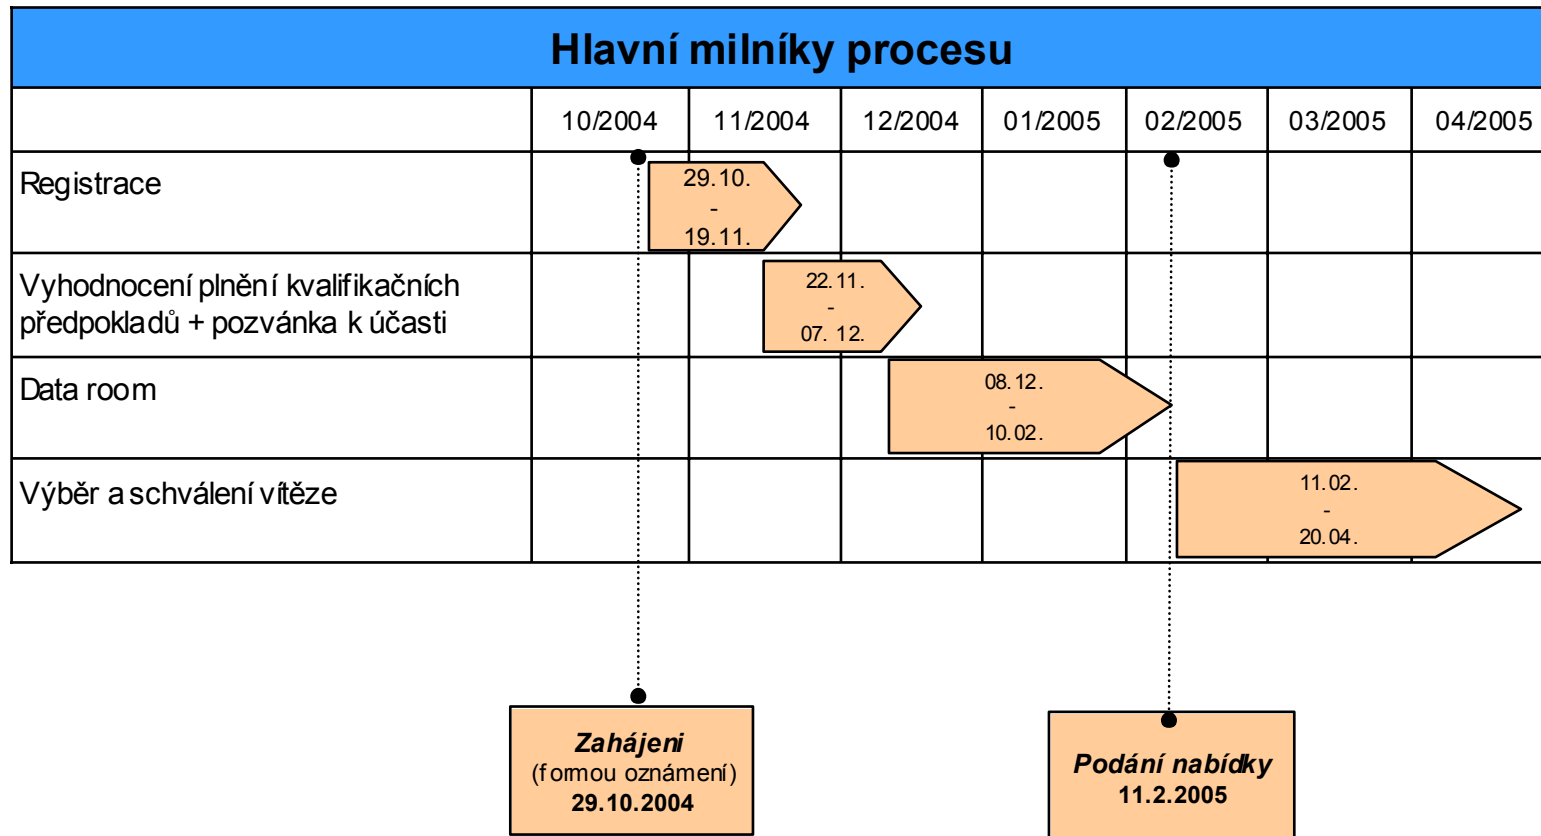 Hlavní milníky procesu
10/2004 11/2004 12/2004 01/2005 02/2005 03/2005 04/2005
Registrace
29.10.
-
19.11.
Vyhodnocení plnění kvalifikačních
předpokladů + pozvánka k účasti
22.11.
-
07. 12.
Data room
08.12.
-
10.02.
Výběr a schválení vítěze
11.02.
-
20.04.
Zahájeni
(formou oznámení)
29.10.2004
Podání nabídky
11.2.2005